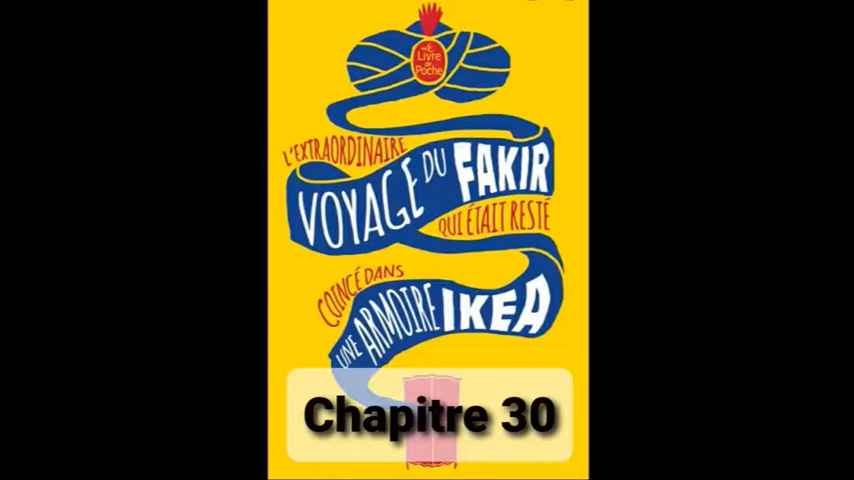 Le
Livre
de
Poche
L'EXTRAORDINAIRE
VOYAGE DU FAKIR
QUI ÉTAIT RESTÉ
COINCÉ DANS
UNE ARMOIRE IKEA
Chapitre 30